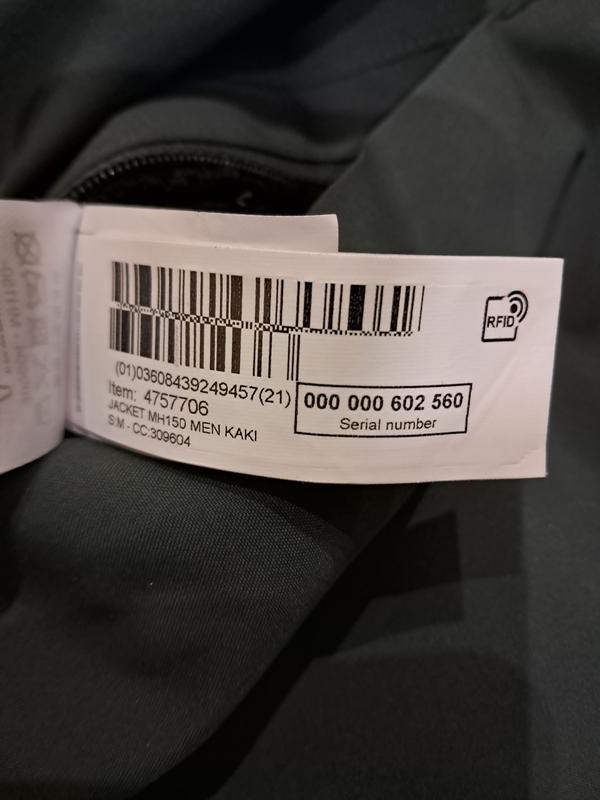 RFID
(01)03608439249457(21)
000 000 602 560
Serial number
Item: 4757706
JACKET MH150 MEN KAKI
S:M - CC:309604